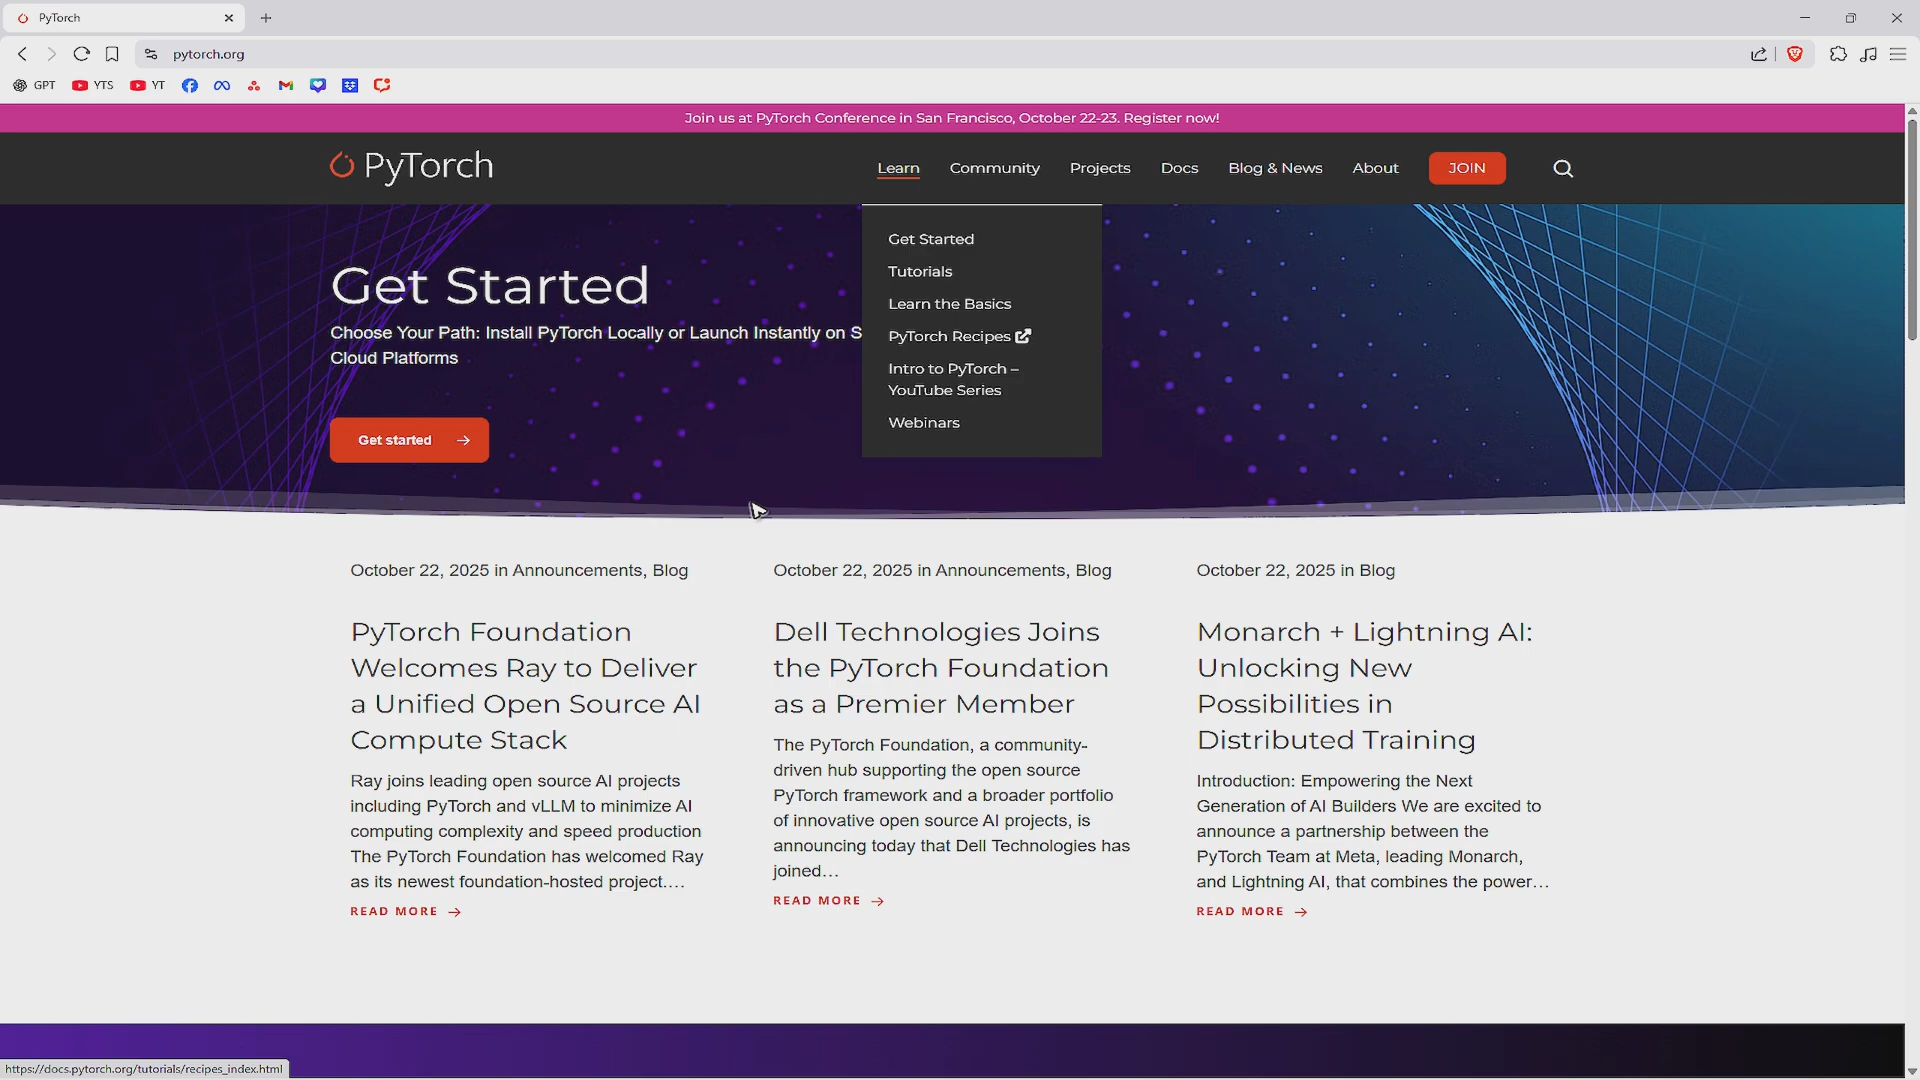 PyTorch
pytorch.org
GPT
YTS
YT
Join us at PyTorch Conference in San Francisco, October 22-23. Register now!
PyTorch
Learn
Community
Projects
Docs
Blog & News
About
JOIN
Get Started
Tutorials
Learn the Basics
PyTorch Recipes
Intro to PyTorch –
YouTube Series
Webinars
Get Started
Choose Your Path: Install PyTorch Locally or Launch Instantly on S
Cloud Platforms
Get started
October 22, 2025 in Announcements, Blog
PyTorch Foundation
Welcomes Ray to Deliver
a Unified Open Source AI
Compute Stack
Ray joins leading open source AI projects
including PyTorch and vLLM to minimize AI
computing complexity and speed production
The PyTorch Foundation has welcomed Ray
as its newest foundation-hosted project.…
READ MORE
October 22, 2025 in Announcements, Blog
Dell Technologies Joins
the PyTorch Foundation
as a Premier Member
The PyTorch Foundation, a community-
driven hub supporting the open source
PyTorch framework and a broader portfolio
of innovative open source AI projects, is
announcing today that Dell Technologies has
joined…
READ MORE
October 22, 2025 in Blog
Monarch + Lightning AI:
Unlocking New
Possibilities in
Distributed Training
Introduction: Empowering the Next
Generation of AI Builders We are excited to
announce a partnership between the
PyTorch Team at Meta, leading Monarch,
and Lightning AI, that combines the power…
READ MORE
https://docs.pytorch.org/tutorials/recipes_index.html